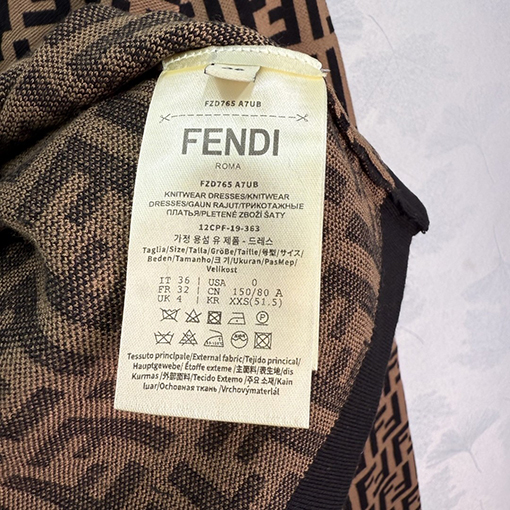 FZD765 A7UB
FENDI
ROMA
FZD765 A7UB
KNITWEAR DRESSES/KNITWEAR
DRESSES/GAUN RAJUT/ТРИКОТАЖНЫЕ
ПЛАТЬЯ/PLETENÉ ZBOŽÍ ŠATY
12CPF-19-363
가정 용섬 유 제품 - 드레스
Taglia/Size/Talla/Größe/Taille/号型/サイズ/
Beden/Tamanho/크 기/Ukuran/РазМер/
Velikost
IT 36 USA 0
FR 32 CN 150/80 A
UK 4 KR XXS(51.5)
Tessuto principale/External fabric/Tejido princical/
Hauptgewebe/Étoffe externe/主面料/表生地/dis
Kurmas/外部面料/Tecido Extemo/주요 소재/Kain
luar/Основная ткань/Vrchovýmateriál